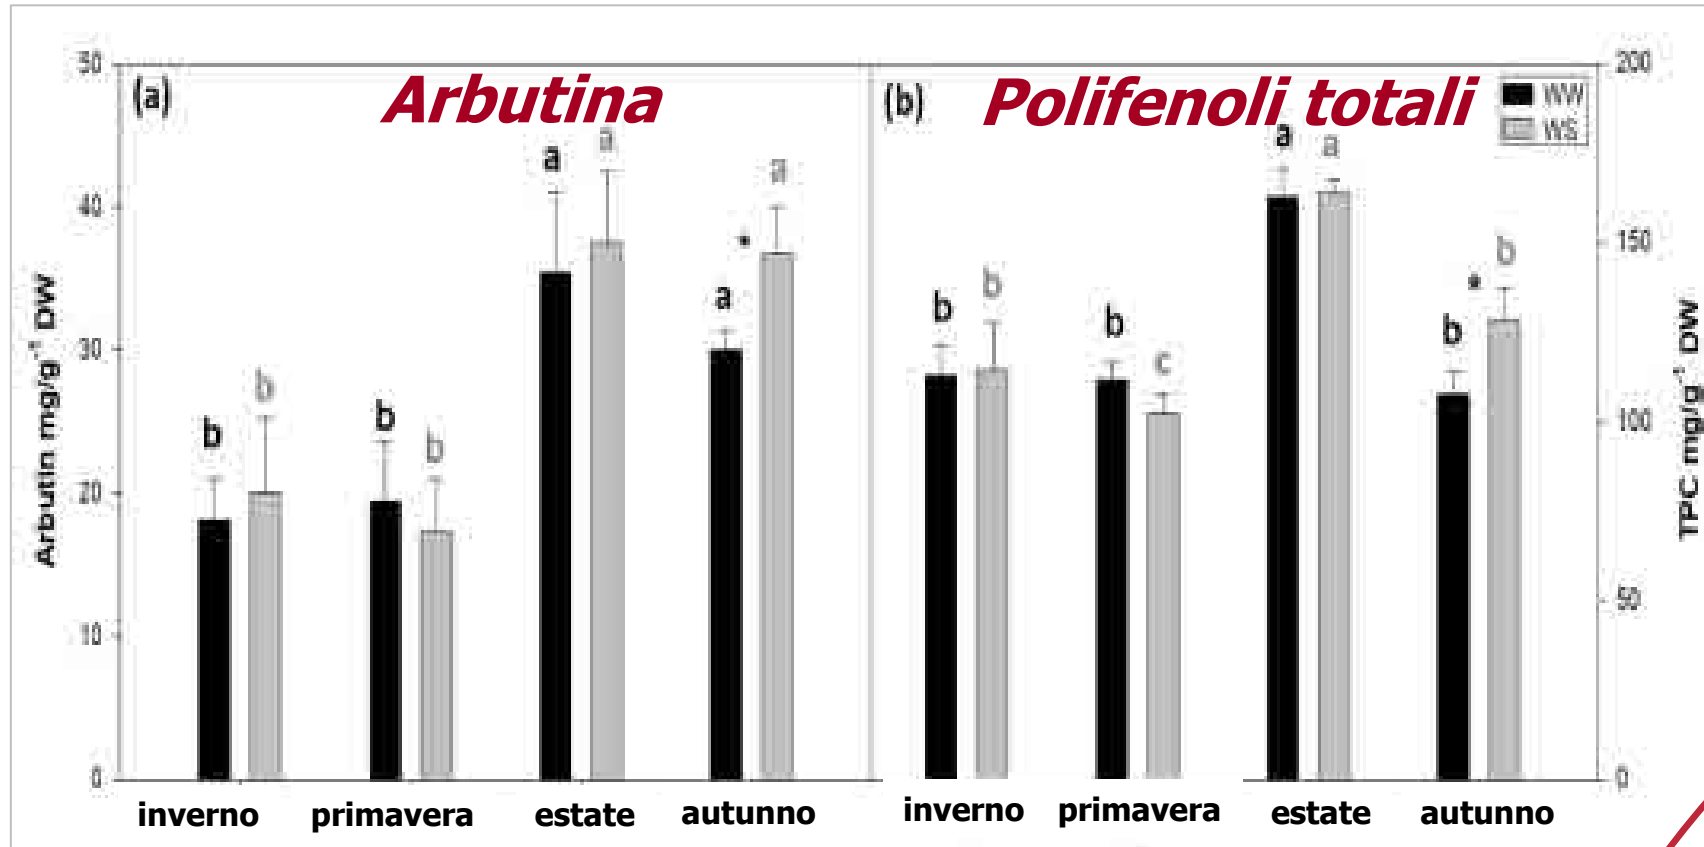 50
(a)
Arbutina
(b)
Polifenoli totali
200
WW
WS
a
a
a
a
a
40
*
150
b
b
b
*
a
b
b
c
b
30
Arbutin mg/g⁻¹ DW
b
b
b
b
100
TPC mg/g⁻¹ DW
20
50
10
0
0
inverno
primavera
estate
autunno
inverno
primavera
estate
autunno